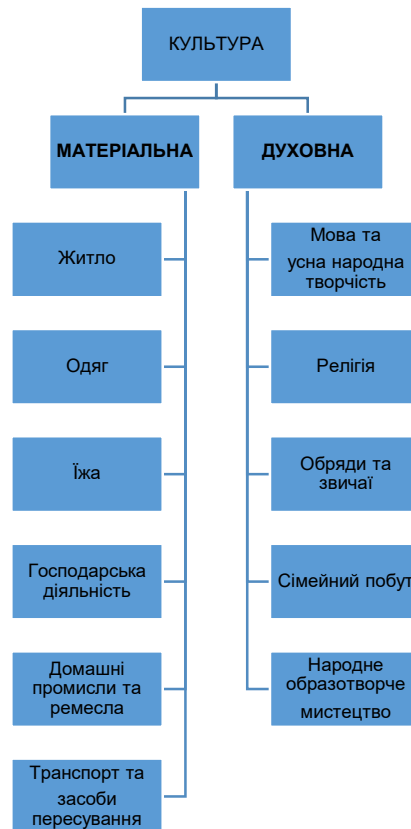 КУЛЬТУРА
МАТЕРІАЛЬНА
Житло
Одяг
Їжа
Господарська
діяльність
Домашні
промисли та
ремесла
Транспорт та
засоби
пересування
ДУХОВНА
Мова та
усна народна
творчість
Релігія
Обряди та
звичаї
Сімейний побут
Народне
образотворче
мистецтво